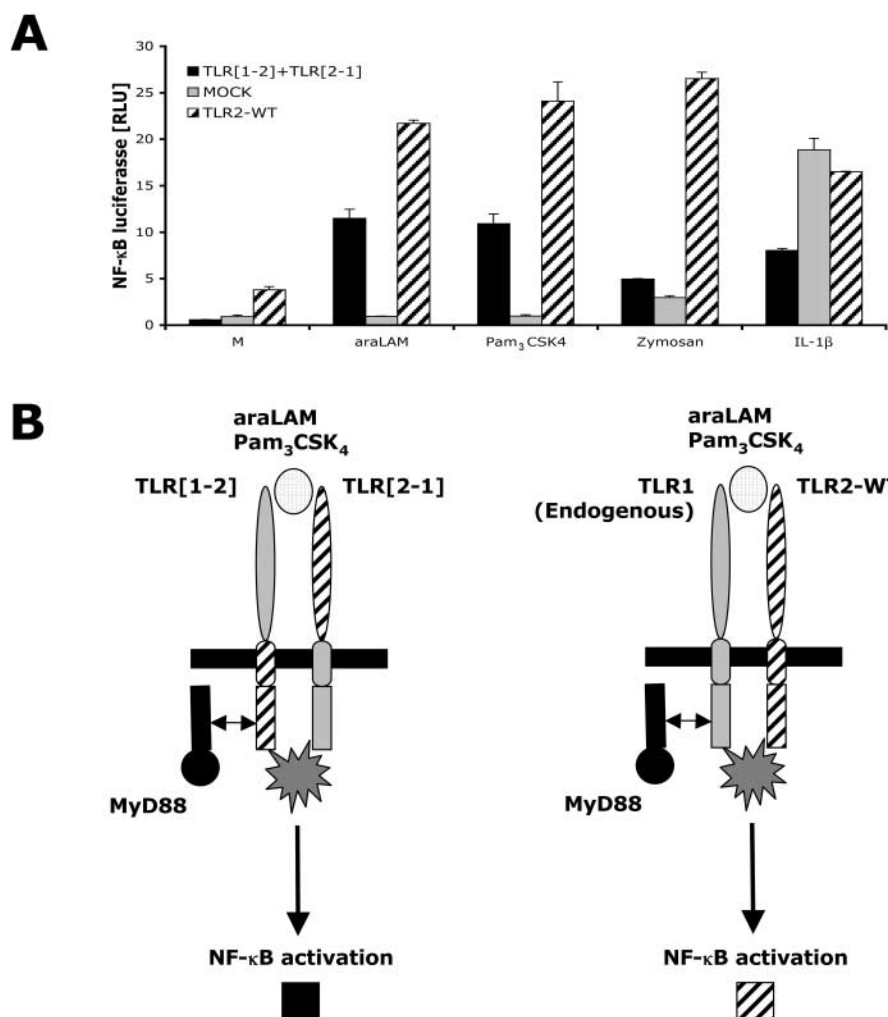 A
30
25
20
15
10
5
0
NF-κB luciferasse [RLU]
TLR[1-2]+TLR[2-1]
MOCK
TLR2-WT
M araLAM Pam3CSK4 Zymosan IL-1β
B
araLAM
Pam3CSK4
TLR[1-2] TLR[2-1]
MyD88
NF-κB activation
araLAM
Pam3CSK4
TLR1 TLR2-WT
(Endogenous)
MyD88
NF-κB activation